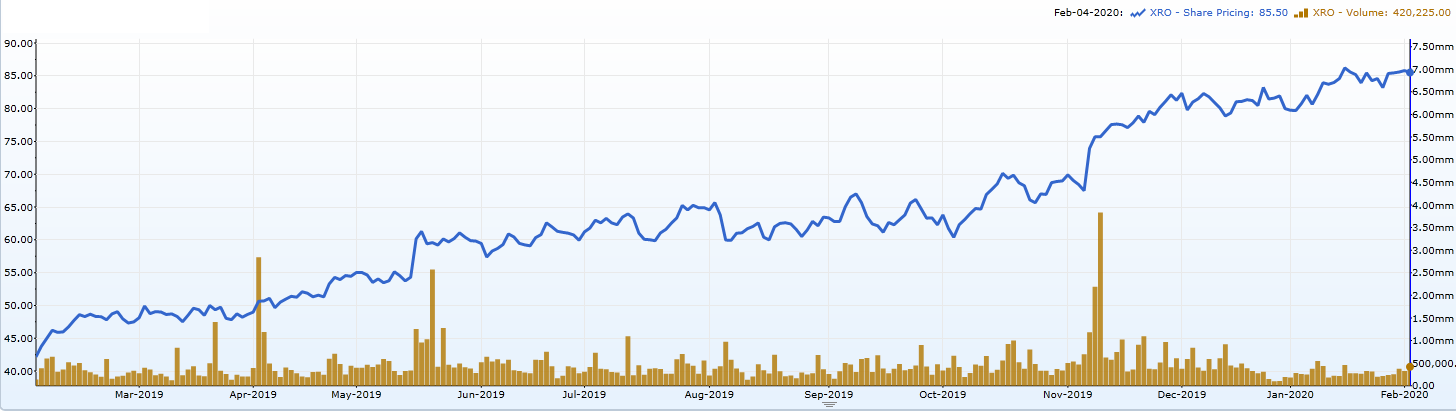 Feb-04-2020: XRO - Share Pricing: 85.50 XRO - Volume: 420,225.00
90.00
85.00
80.00
75.00
70.00
65.00
60.00
55.00
50.00
45.00
40.00
7.50mm
7.00mm
6.50mm
6.00mm
5.50mm
5.00mm
4.50mm
4.00mm
3.50mm
3.00mm
2.50mm
2.00mm
1.50mm
1.00mm
500,000.
0.00
Mar-2019 Apr-2019 May-2019 Jun-2019 Jul-2019 Aug-2019 Sep-2019 Oct-2019 Nov-2019 Dec-2019 Jan-2020 Feb-2020